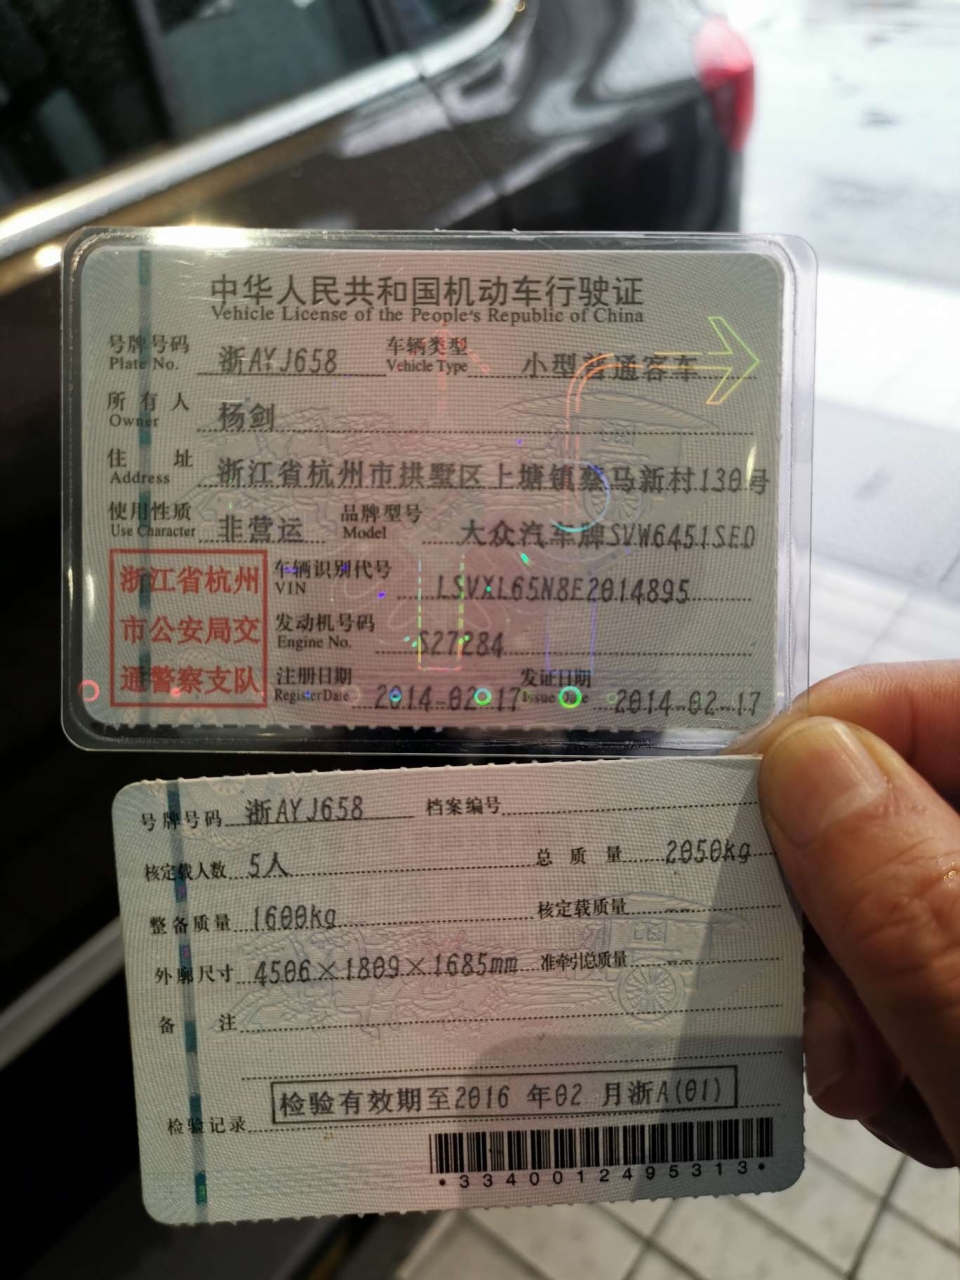 中华人民共和国机动车行驶证
Vehicle License of the People's Republic of China
号牌号码 浙AYJ658 车辆类型 小型普通客车
Plate No. Vehicle Type
所有人 杨剑
Owner
住址 浙江省杭州市拱墅区上塘镇蔡马新村130号
Address
使用性质 非营运 品牌型号 大众汽车牌SVW6451SED
Use Character Model
浙江省杭州
市公安局交
通警察支队
车辆识别代号 LSVXL65N8E2014895
VIN
发动机号码 S27284
Engine No.
注册日期 2014-02-17 发证日期 2014-02-17
Register Date Issue Date
号牌号码 浙AYJ658 档案编号
核定载人数 5人 总质量 2050kg
整备质量 1600kg 核定载质量 --
外廓尺寸 4506×1809×1685mm 准牵引总质量 --
备注
检验有效期至2016 年02 月浙A(01)
检验记录
*3340012495313*